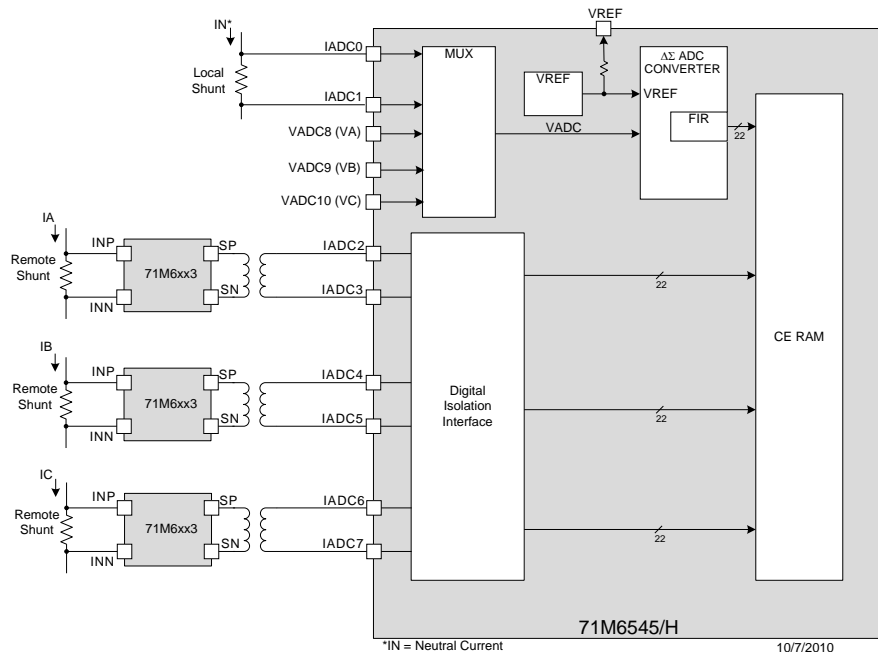 VREF
IN*
IADC0
MUX
ΔΣ ADC
CONVERTER
Local
Shunt
VREF
VREF
IADC1
FIR
VADC8 (VA)
VADC
22
VADC9 (VB)
VADC10 (VC)
IA
INP
SP
IADC2
Remote
Shunt
71M6xx3
22
INN
SN
IADC3
CE RAM
IB
INP
SP
IADC4
Remote
Shunt
71M6xx3
Digital
Isolation
Interface
22
INN
SN
IADC5
IC
INP
SP
IADC6
Remote
Shunt
71M6xx3
22
INN
SN
IADC7
71M6545/H
*IN = Neutral Current
10/7/2010